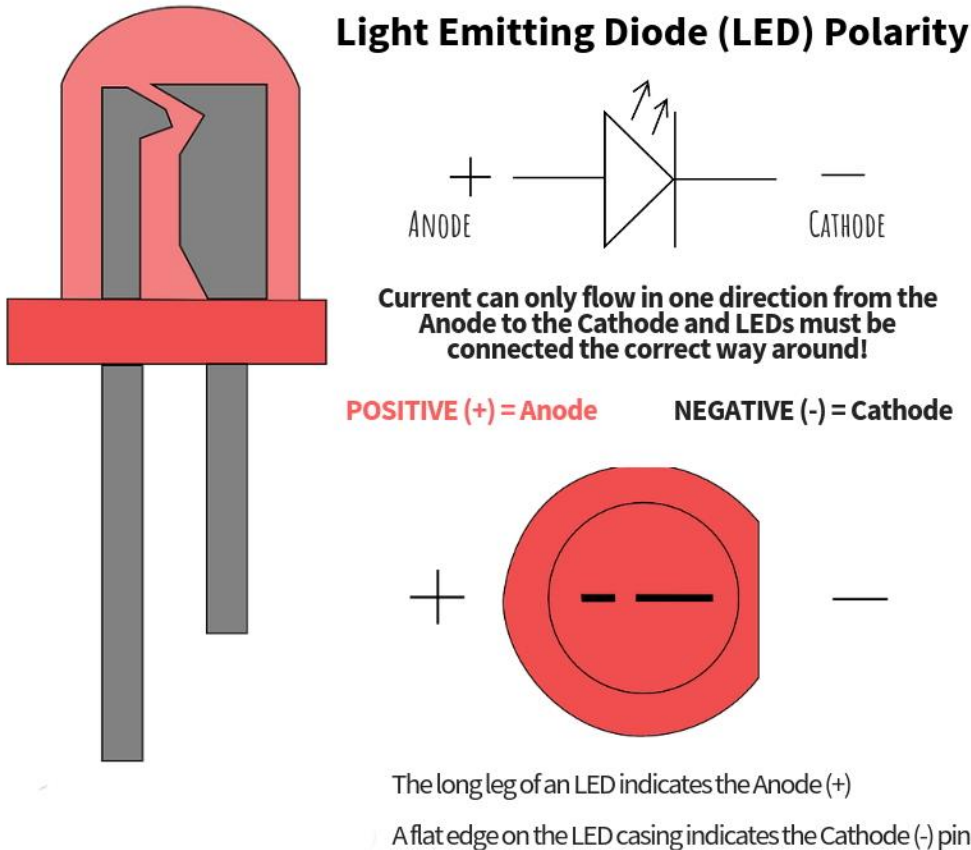 Light Emitting Diode (LED) Polarity
+
−
ANODE
CATHODE
Current can only flow in one direction from the
Anode to the Cathode and LEDs must be
connected the correct way around!
POSITIVE (+) = Anode
NEGATIVE (-) = Cathode
+
−
The long leg of an LED indicates the Anode (+)
A flat edge on the LED casing indicates the Cathode (-) pin